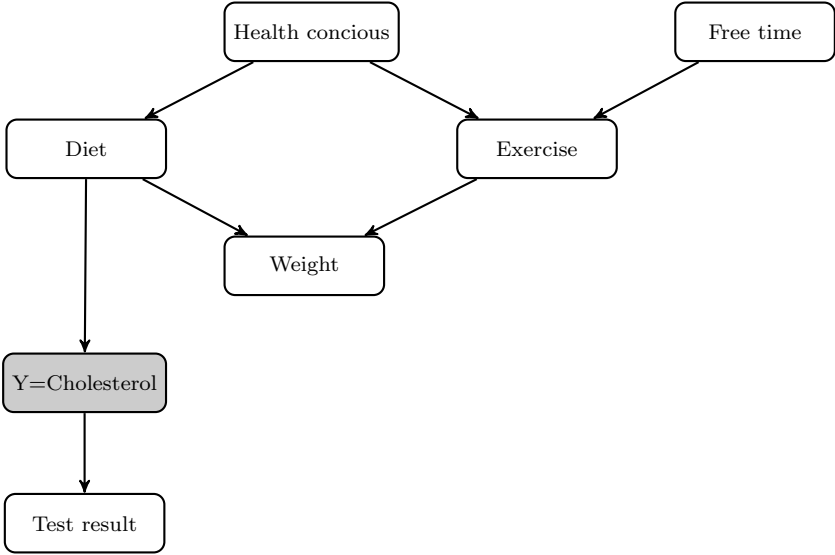 Health concious
Free time
Diet
Exercise
Weight
Y=Cholesterol
Test result